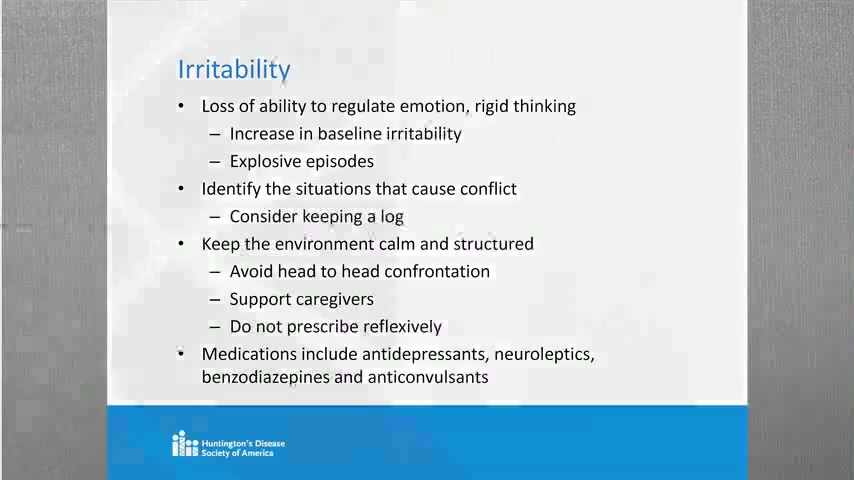 Irritability
• Loss of ability to regulate emotion, rigid thinking
– Increase in baseline irritability
– Explosive episodes
• Identify the situations that cause conflict
– Consider keeping a log
• Keep the environment calm and structured
– Avoid head to head confrontation
– Support caregivers
– Do not prescribe reflexively
• Medications include antidepressants, neuroleptics,
benzodiazepines and anticonvulsants
Huntington's Disease
Society of America